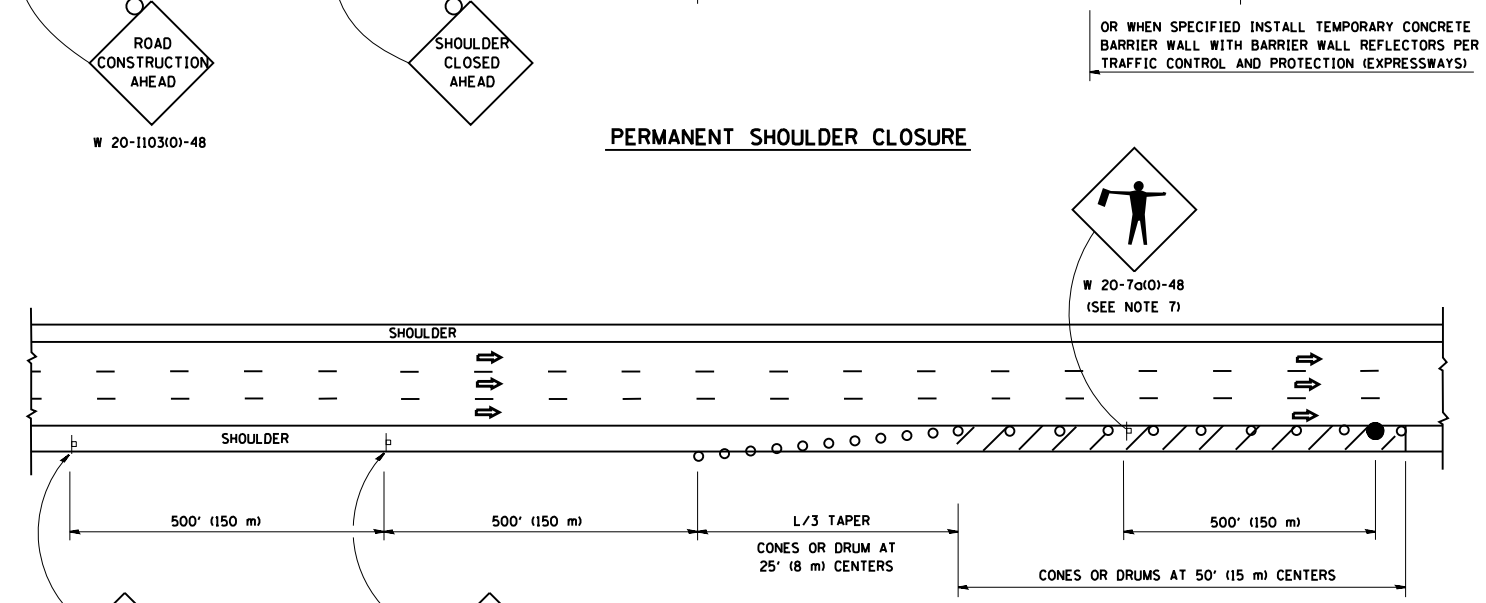 ROAD
CONSTRUCTION
AHEAD
W 20-I103(O)-48
SHOULDER
CLOSED
AHEAD
OR WHEN SPECIFIED INSTALL TEMPORARY CONCRETE
BARRIER WALL WITH BARRIER WALL REFLECTORS PER
TRAFFIC CONTROL AND PROTECTION (EXPRESSWAYS)
PERMANENT SHOULDER CLOSURE
W 20-7a(O)-48
(SEE NOTE 7)
SHOULDER
SHOULDER
500' (150 m)
500' (150 m)
L/3 TAPER
CONES OR DRUM AT
25' (8 m) CENTERS
500' (150 m)
CONES OR DRUMS AT 50' (15 m) CENTERS